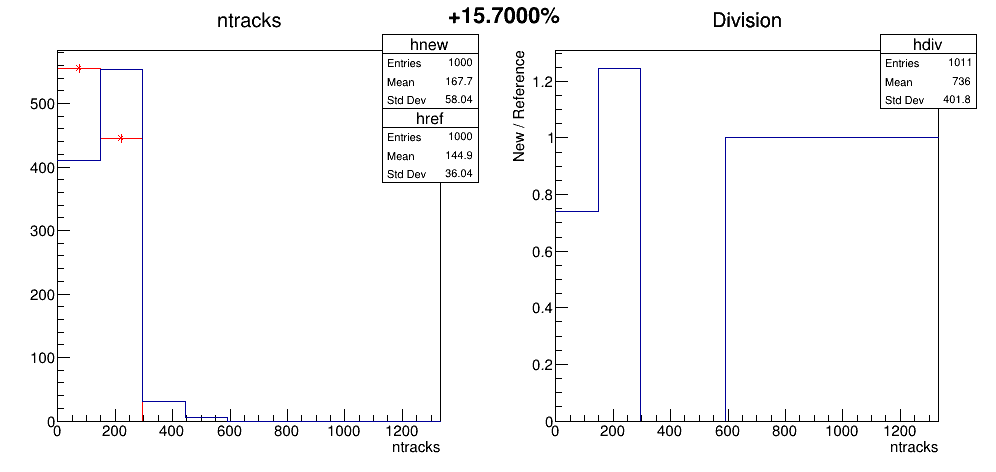 +15.7000%
ntracks
hnew
Entries 1000
Mean 167.7
Std Dev 58.04
href
Entries 1000
Mean 144.9
Std Dev 36.04
500
400
300
200
100
0
0 200 400 600 800 1000 1200
ntracks
Division
hdiv
Entries 1011
Mean 736
Std Dev 401.8
New / Reference
1.2
1
0.8
0.6
0.4
0.2
0
0 200 400 600 800 1000 1200
ntracks